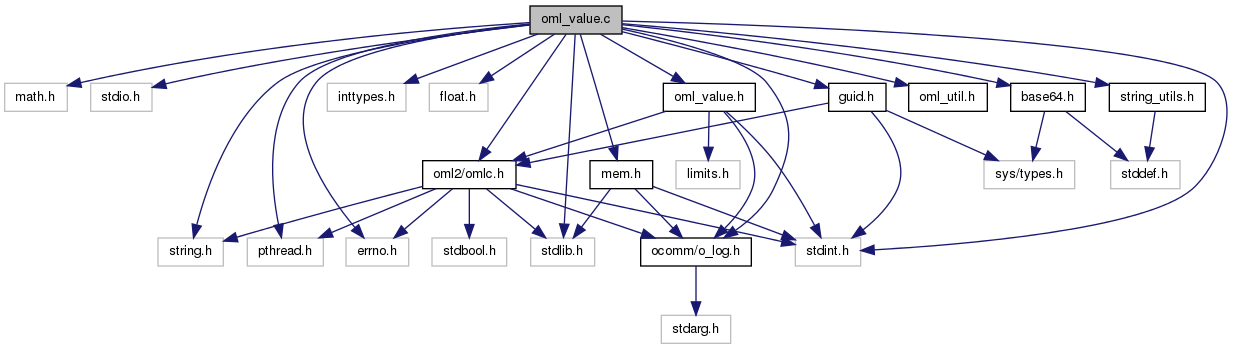 oml_value.c
math.h
stdio.h
inttypes.h
float.h
oml_value.h
guid.h
oml_util.h
base64.h
string_utils.h
oml2/omlc.h
mem.h
limits.h
sys/types.h
stddef.h
string.h
pthread.h
errno.h
stdbool.h
stdlib.h
ocomm/o_log.h
stdint.h
stdarg.h